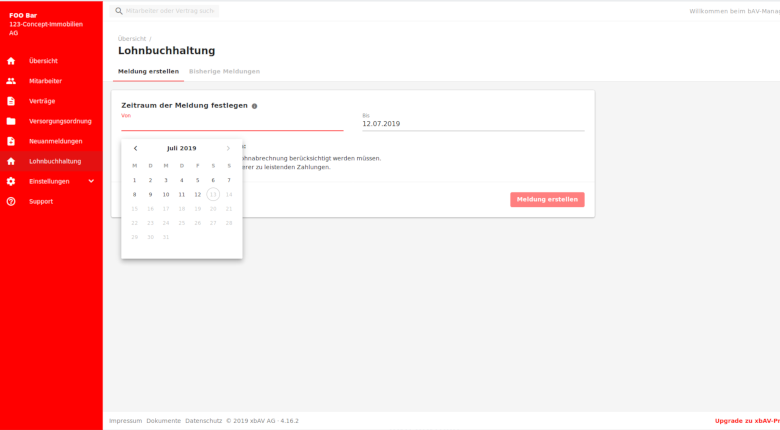 FOO Bar
123-Concept-Immobilien
AG
Übersicht
Mitarbeiter
Verträge
Versorgungsordnung
Neuanmeldungen
Lohnbuchhaltung
Einstellungen
Support
Mitarbeiter oder Vertrag such
Willkommen beim bAV-Mana
Übersicht /
Lohnbuchhaltung
Meldung erstellen Bisherige Meldungen
Zeitraum der Meldung festlegen
Von
Bis
12.07.2019
Juli 2019
M D M D F S S
1 2 3 4 5 6 7
8 9 10 11 12 13 14
15 16 17 18 19 20 21
22 23 24 25 26 27 28
29 30 31
ohnabrechnung berücksichtigt werden müssen.
erer zu leistenden Zahlungen.
Meldung erstellen
Impressum Dokumente Datenschutz © 2019 xbAV AG - 4.16.2
Upgrade zu xbAV-Pr